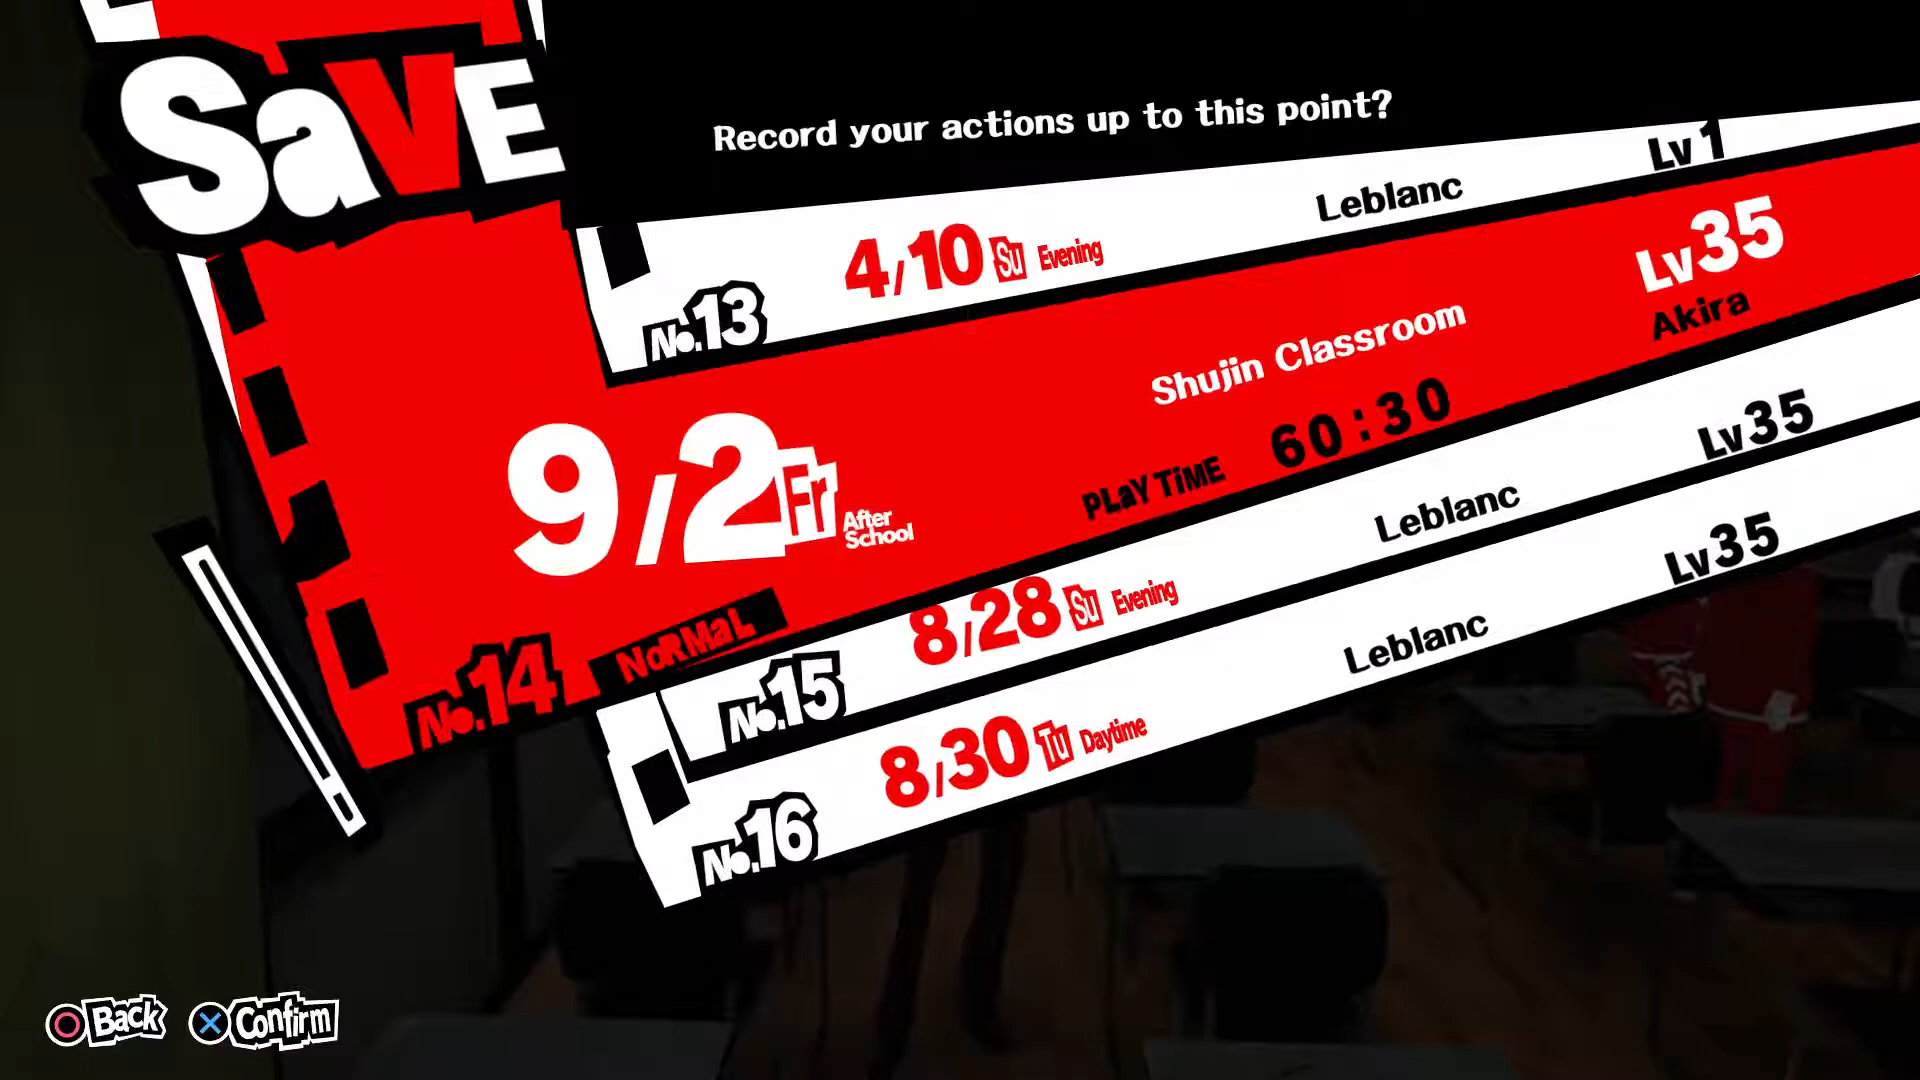 SaVE
Record your actions up to this point?
No.13 4/10 Su Evening Leblanc Lv 1
9/2 Fr After School Shujin Classroom Lv35
PLaY TiME 60:30 Akira
No.14 NoRMaL
No.15 8/28 Su Evening Leblanc Lv35
No.16 8/30 Tu Daytime Leblanc Lv35
Back Confirm